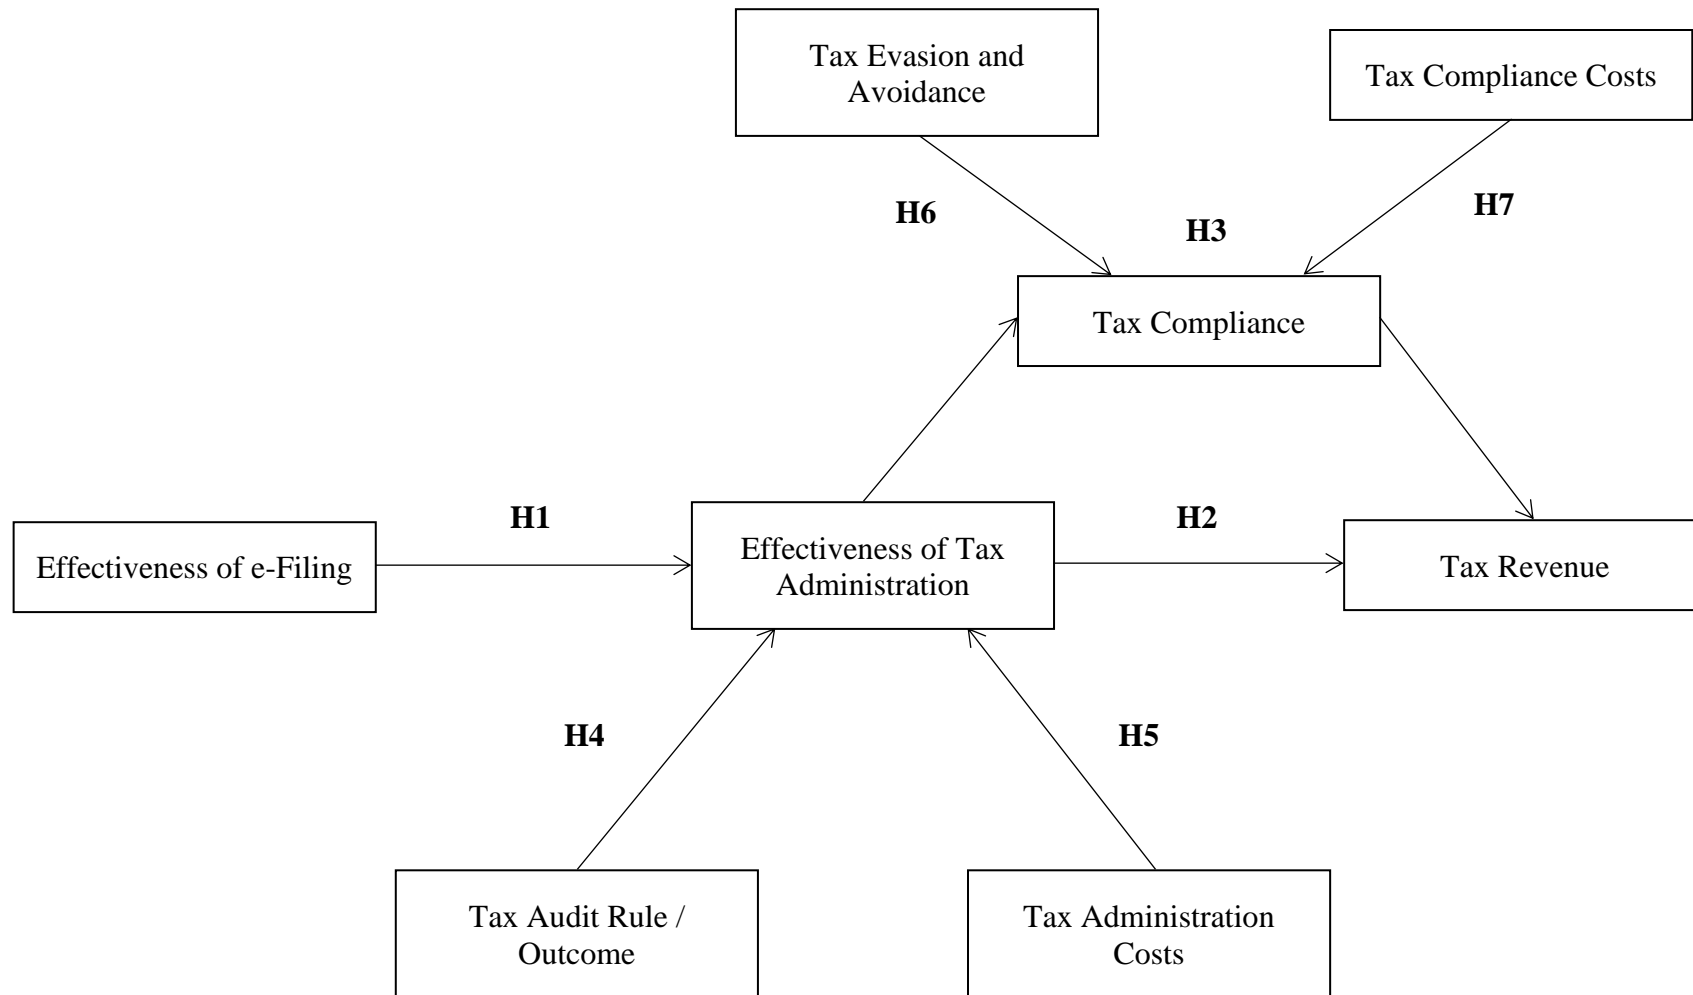 Tax Evasion and
Avoidance
Tax Compliance Costs
H6
H3
H7
Tax Compliance
H1
H2
Effectiveness of e-Filing
Effectiveness of Tax
Administration
Tax Revenue
H4
H5
Tax Audit Rule /
Outcome
Tax Administration
Costs